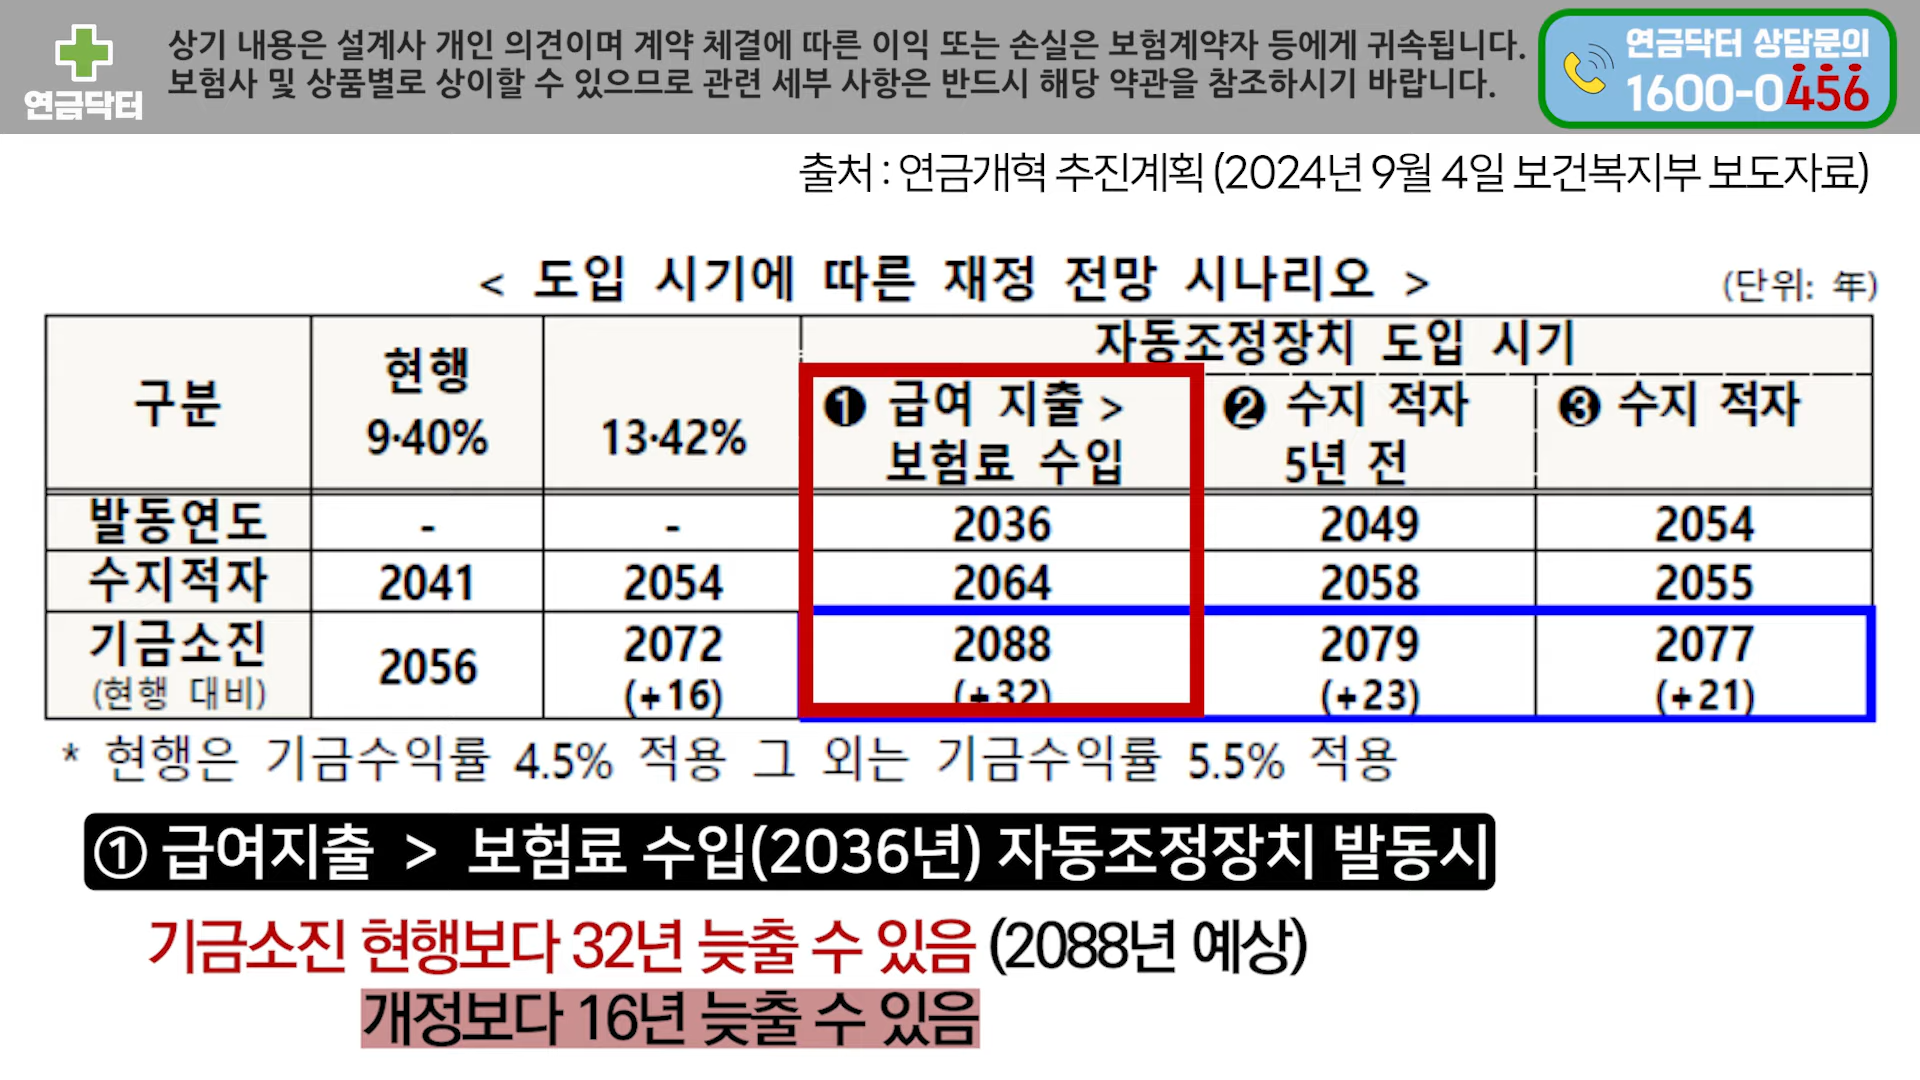 연금닥터
상기 내용은 설계사 개인 의견이며 계약 체결에 따른 이익 또는 손실은 보험계약자 등에게 귀속됩니다.
보험사 및 상품별로 상이할 수 있으므로 관련 세부 사항은 반드시 해당 약관을 참조하시기 바랍니다.
연금닥터 상담문의
1600-0456
출처 : 연금개혁 추진계획 (2024년 9월 4일 보건복지부 보도자료)
< 도입 시기에 따른 재정 전망 시나리오 >
(단위: 年)
구분 현행 9·40% 13·42% 자동조정장치 도입 시기
❶ 급여 지출 > 보험료 수입 ❷ 수지 적자 5년 전 ❸ 수지 적자
발동연도 - - 2036 2049 2054
수지적자 2041 2054 2064 2058 2055
기금소진 (현행 대비) 2056 2072 (+16) 2088 (+32) 2079 (+23) 2077 (+21)
* 현행은 기금수익률 4.5% 적용 그 외는 기금수익률 5.5% 적용
① 급여지출 > 보험료 수입(2036년) 자동조정장치 발동시
기금소진 현행보다 32년 늦출 수 있음 (2088년 예상)
개정보다 16년 늦출 수 있음